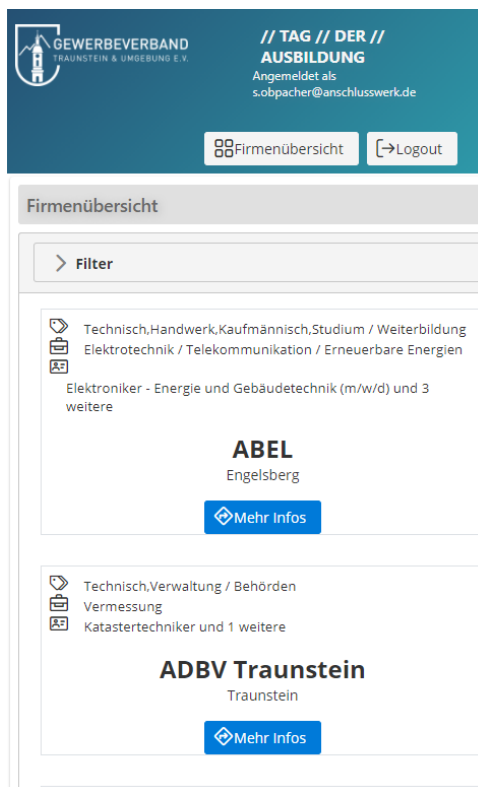 GEWERBEVERBAND
TRAUNSTEIN & UMGEBUNG E.V.
// TAG // DER //
AUSBILDUNG
Angemeldet als
s.obpacher@anschlusswerk.de
Firmenübersicht
Logout
Firmenübersicht
Filter
Technisch,Handwerk,Kaufmännisch,Studium / Weiterbildung
Elektrotechnik / Telekommunikation / Erneuerbare Energien
Elektroniker - Energie und Gebäudetechnik (m/w/d) und 3
weitere
ABEL
Engelsberg
Mehr Infos
Technisch,Verwaltung / Behörden
Vermessung
Katastertechniker und 1 weitere
ADBV Traunstein
Traunstein
Mehr Infos